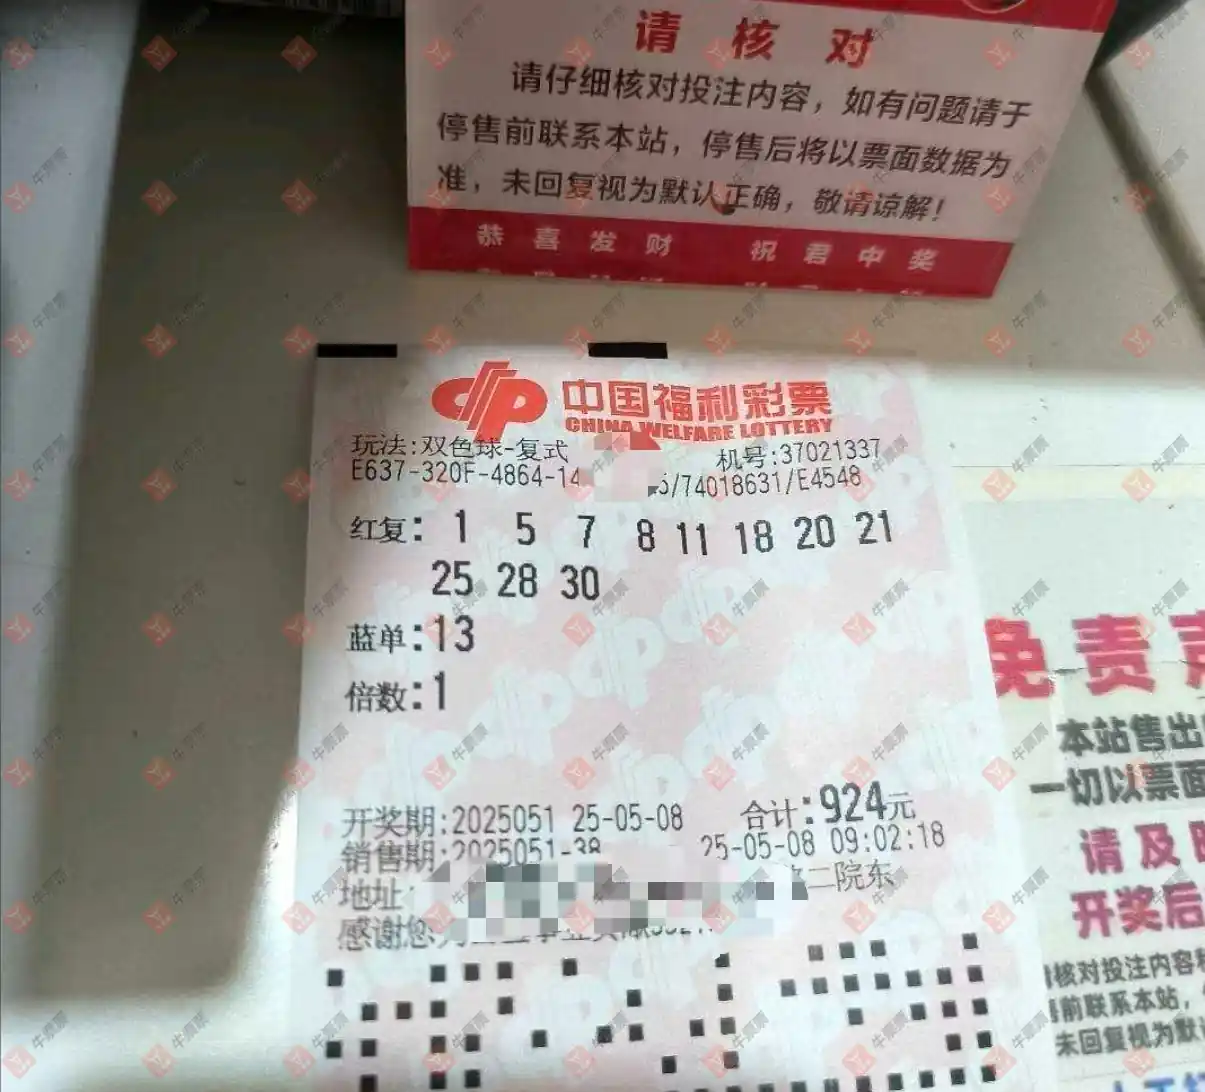 请核对
请仔细核对投注内容，如有问题请于
停售前联系本站，停售后将以票面数据为
准，未回复视为默认正确，敬请谅解！
恭喜发财 祝君中奖
中国福利彩票
CHINA WELFARE LOTTERY
玩法:双色球-复式 机号:37021337
E637-320F-4864-14 5/74018631/E4548
红复: 1 5 7 8 11 18 20 21
25 28 30
蓝单:13
倍数:1
开奖期:2025051 25-05-08 合计:924元
销售期:2025051-38 25-05-08 09:02:18
地址: 二院东
感谢您为
免责
本站售出
一切以票面
请及
开奖后
核对投注内容
前联系本站，
未回复视为默
牛票票